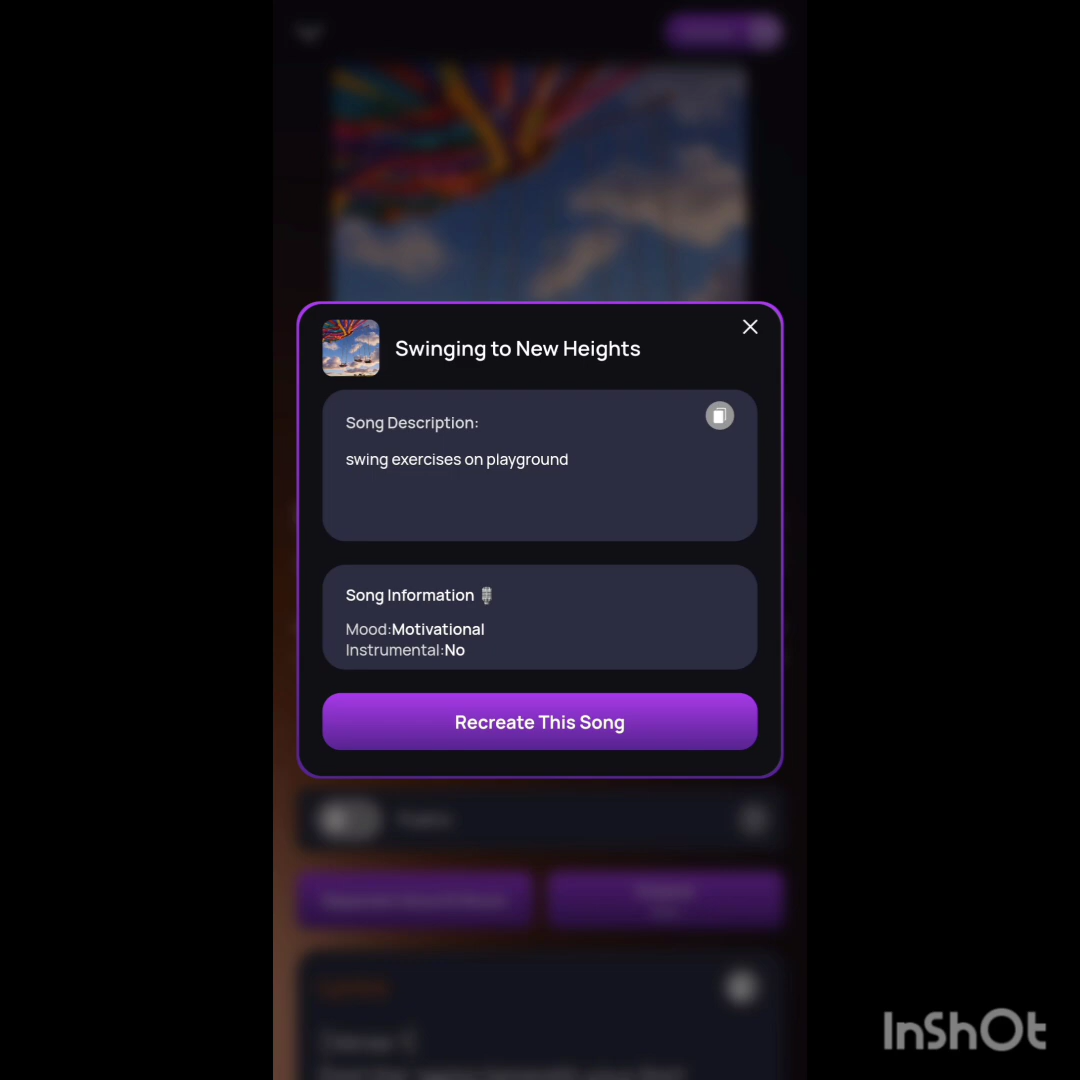 Swinging to New Heights
Song Description:
swing exercises on playground
Song Information
Mood:Motivational
Instrumental:No
Recreate This Song
InShOt